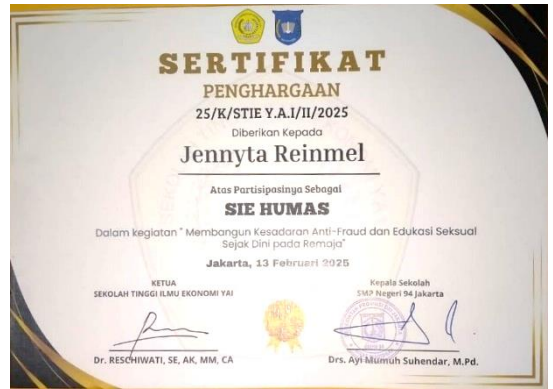 SERTIFIKAT
PENGHARGAAN
25/K/STIE Y.A.I/II/2025
Diberikan Kepada
Jennyta Reinmel
Atas Partisipasinya Sebagai
SIE HUMAS
Dalam kegiatan " Membangun Kesadaran Anti-Fraud dan Edukasi Seksual
Sejak Dini pada Remaja"
Jakarta, 13 Februari 2025
KETUA
SEKOLAH TINGGI ILMU EKONOMI YAI
Dr. RESCHIWATI, SE, AK, MM, CA
Kepala Sekolah
SMP Negeri 94 Jakarta
Drs. Ayi Mumuh Suhendar, M.Pd.